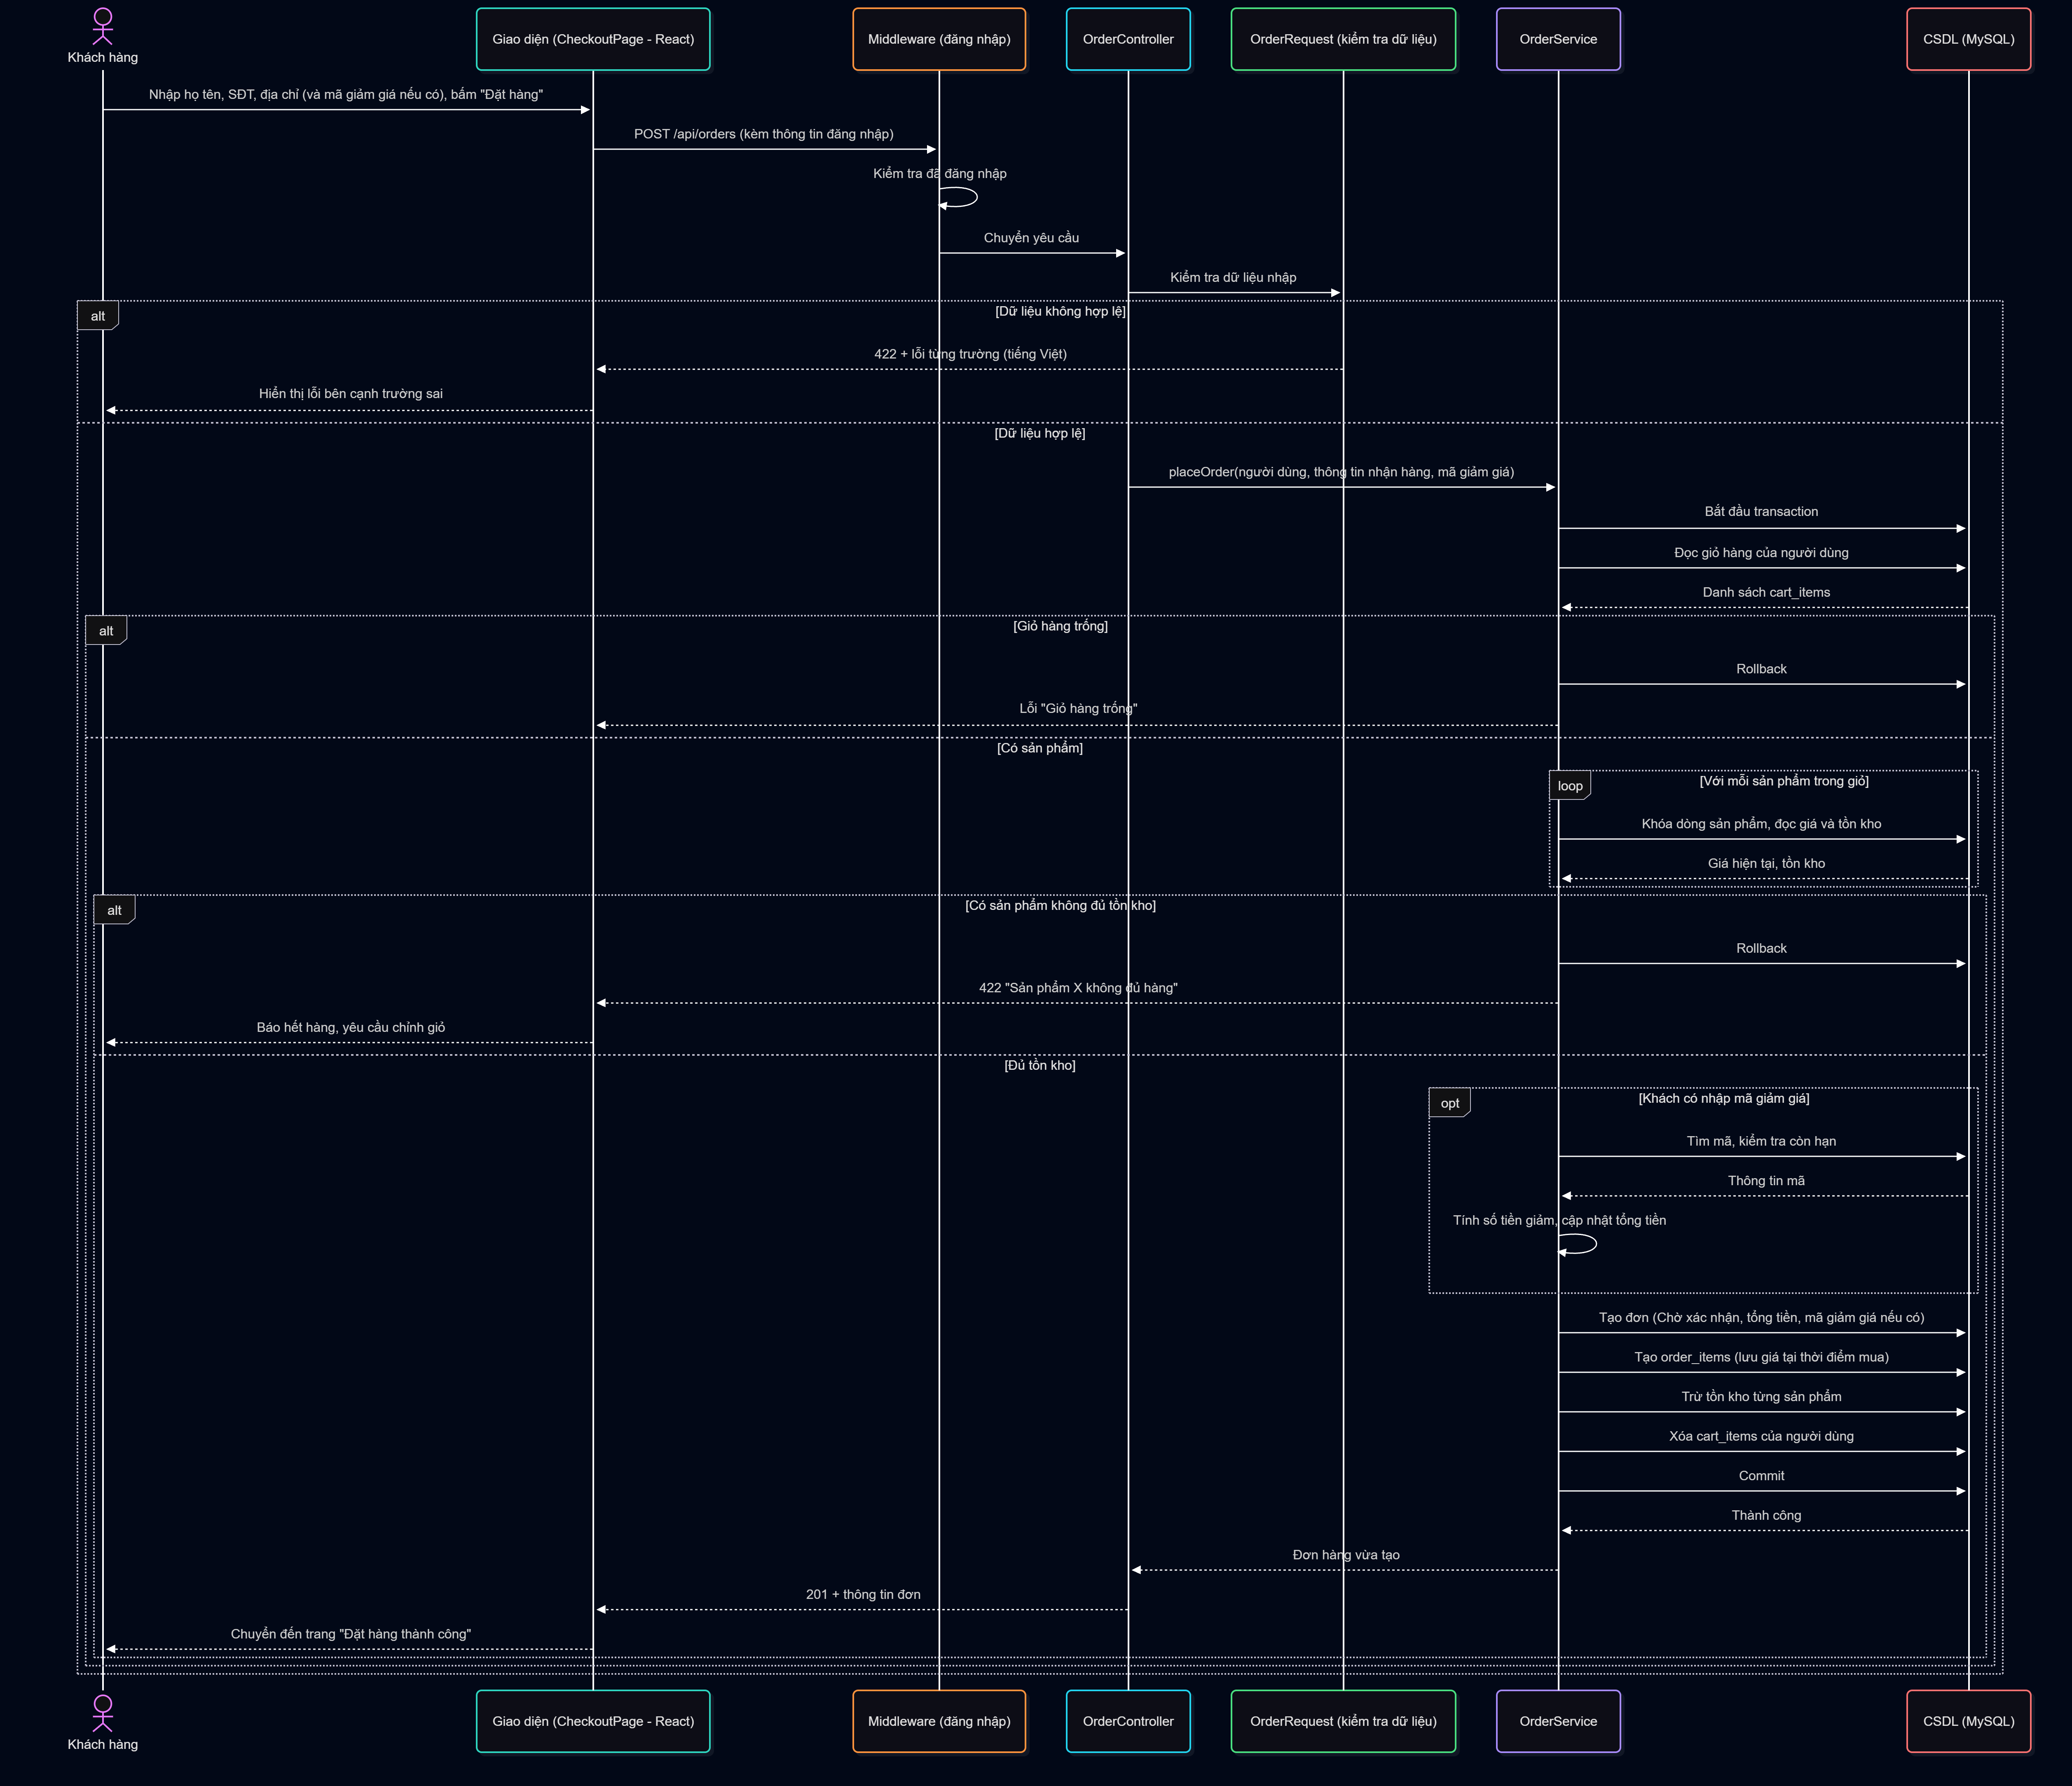 Khách hàng
Giao diện (CheckoutPage - React)
Middleware (đăng nhập)
OrderController
OrderRequest (kiểm tra dữ liệu)
OrderService
CSDL (MySQL)
Nhập họ tên, SĐT, địa chỉ (và mã giảm giá nếu có), bấm "Đặt hàng"
POST /api/orders (kèm thông tin đăng nhập)
Kiểm tra đã đăng nhập
Chuyển yêu cầu
Kiểm tra dữ liệu nhập
alt
[Dữ liệu không hợp lệ]
422 + lỗi từng trường (tiếng Việt)
Hiển thị lỗi bên cạnh trường sai
[Dữ liệu hợp lệ]
placeOrder(người dùng, thông tin nhận hàng, mã giảm giá)
Bắt đầu transaction
Đọc giỏ hàng của người dùng
Danh sách cart_items
alt
[Giỏ hàng trống]
Rollback
Lỗi "Giỏ hàng trống"
[Có sản phẩm]
loop
[Với mỗi sản phẩm trong giỏ]
Khóa dòng sản phẩm, đọc giá và tồn kho
Giá hiện tại, tồn kho
alt
[Có sản phẩm không đủ tồn kho]
Rollback
422 "Sản phẩm X không đủ hàng"
Báo hết hàng, yêu cầu chỉnh giỏ
[Đủ tồn kho]
opt
[Khách có nhập mã giảm giá]
Tìm mã, kiểm tra còn hạn
Thông tin mã
Tính số tiền giảm, cập nhật tổng tiền
Tạo đơn (Chờ xác nhận, tổng tiền, mã giảm giá nếu có)
Tạo order_items (lưu giá tại thời điểm mua)
Trừ tồn kho từng sản phẩm
Xóa cart_items của người dùng
Commit
Thành công
Đơn hàng vừa tạo
201 + thông tin đơn
Chuyển đến trang "Đặt hàng thành công"
Khách hàng
Giao diện (CheckoutPage - React)
Middleware (đăng nhập)
OrderController
OrderRequest (kiểm tra dữ liệu)
OrderService
CSDL (MySQL)